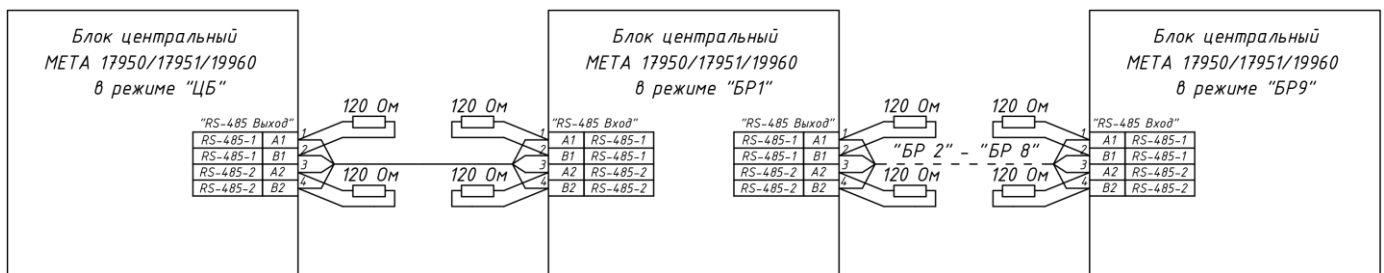 Блок центральный
МЕТА 17950/17951/19960
в режиме "ЦБ"
"RS-485 Выход"
RS-485-1 A1 1
RS-485-1 B1 2
RS-485-2 A2 3
RS-485-2 B2 4
120 Ом
120 Ом
120 Ом
120 Ом
Блок центральный
МЕТА 17950/17951/19960
в режиме "БР1"
"RS-485 Вход"
1 A1 RS-485-1
2 B1 RS-485-1
3 A2 RS-485-2
4 B2 RS-485-2
"RS-485 Выход"
RS-485-1 A1 1
RS-485-1 B1 2
RS-485-2 A2 3
RS-485-2 B2 4
120 Ом
120 Ом
"БР 2" - "БР 8"
120 Ом
120 Ом
Блок центральный
МЕТА 17950/17951/19960
в режиме "БР9"
"RS-485 Вход"
1 A1 RS-485-1
2 B1 RS-485-1
3 A2 RS-485-2
4 B2 RS-485-2